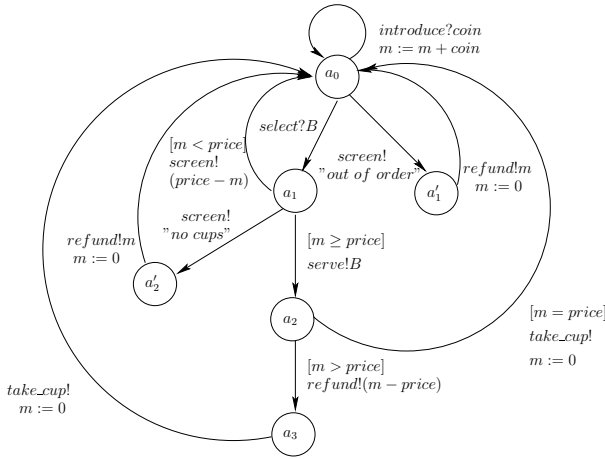 introduce?coin
m := m + coin
a₀
select?B
[m < price]
screen!
(price − m)
screen!
"out of order"
refund!m
m := 0
a₁
a′₁
screen!
"no cups"
refund!m
m := 0
[m ≥ price]
serve!B
a′₂
a₂
[m = price]
take_cup!
m := 0
[m > price]
refund!(m − price)
take_cup!
m := 0
a₃